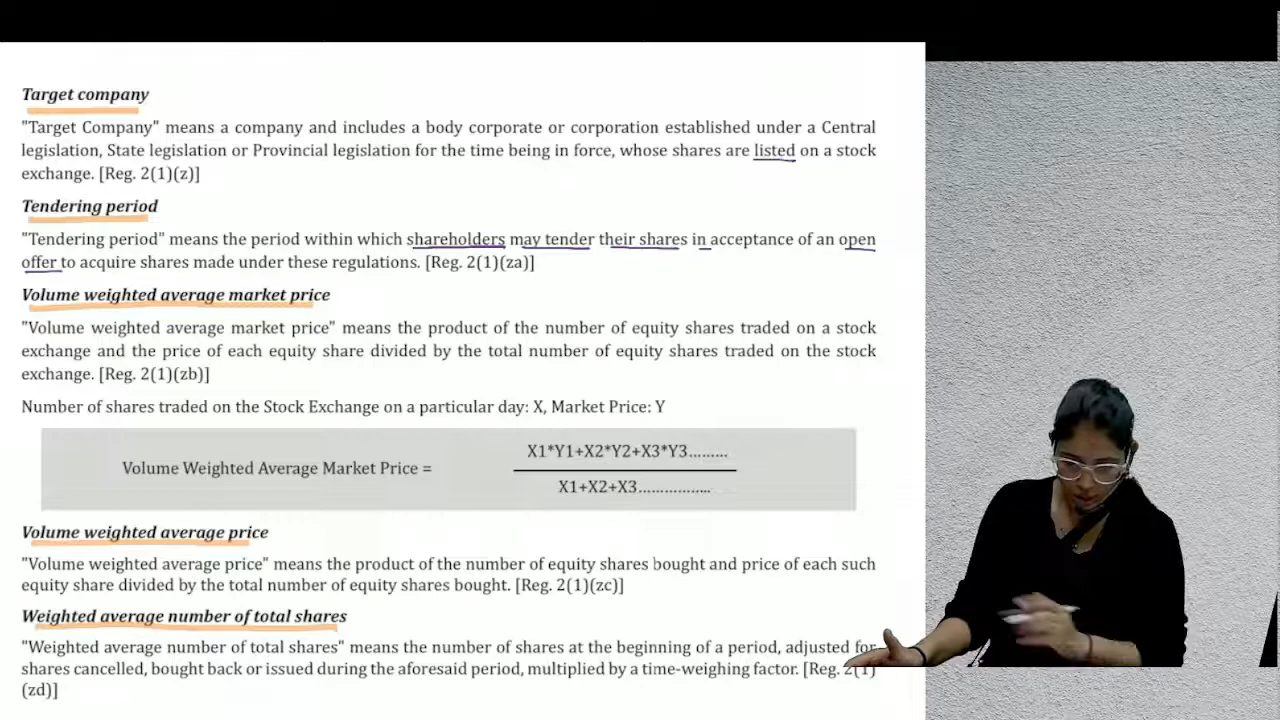 Target company
"Target Company" means a company and includes a body corporate or corporation established under a Central
legislation, State legislation or Provincial legislation for the time being in force, whose shares are listed on a stock
exchange. [Reg. 2(1)(z)]
Tendering period
"Tendering period" means the period within which shareholders may tender their shares in acceptance of an open
offer to acquire shares made under these regulations. [Reg. 2(1)(za)]
Volume weighted average market price
"Volume weighted average market price" means the product of the number of equity shares traded on a stock
exchange and the price of each equity share divided by the total number of equity shares traded on the stock
exchange. [Reg. 2(1)(zb)]
Number of shares traded on the Stock Exchange on a particular day: X, Market Price: Y
X1*Y1+X2*Y2+X3*Y3.........
Volume Weighted Average Market Price =
X1+X2+X3................
Volume weighted average price
"Volume weighted average price" means the product of the number of equity shares bought and price of each such
equity share divided by the total number of equity shares bought. [Reg. 2(1)(zc)]
Weighted average number of total shares
"Weighted average number of total shares" means the number of shares at the beginning of a period, adjusted for
shares cancelled, bought back or issued during the aforesaid period, multiplied by a time-weighing factor. [Reg. 2(1)
(zd)]